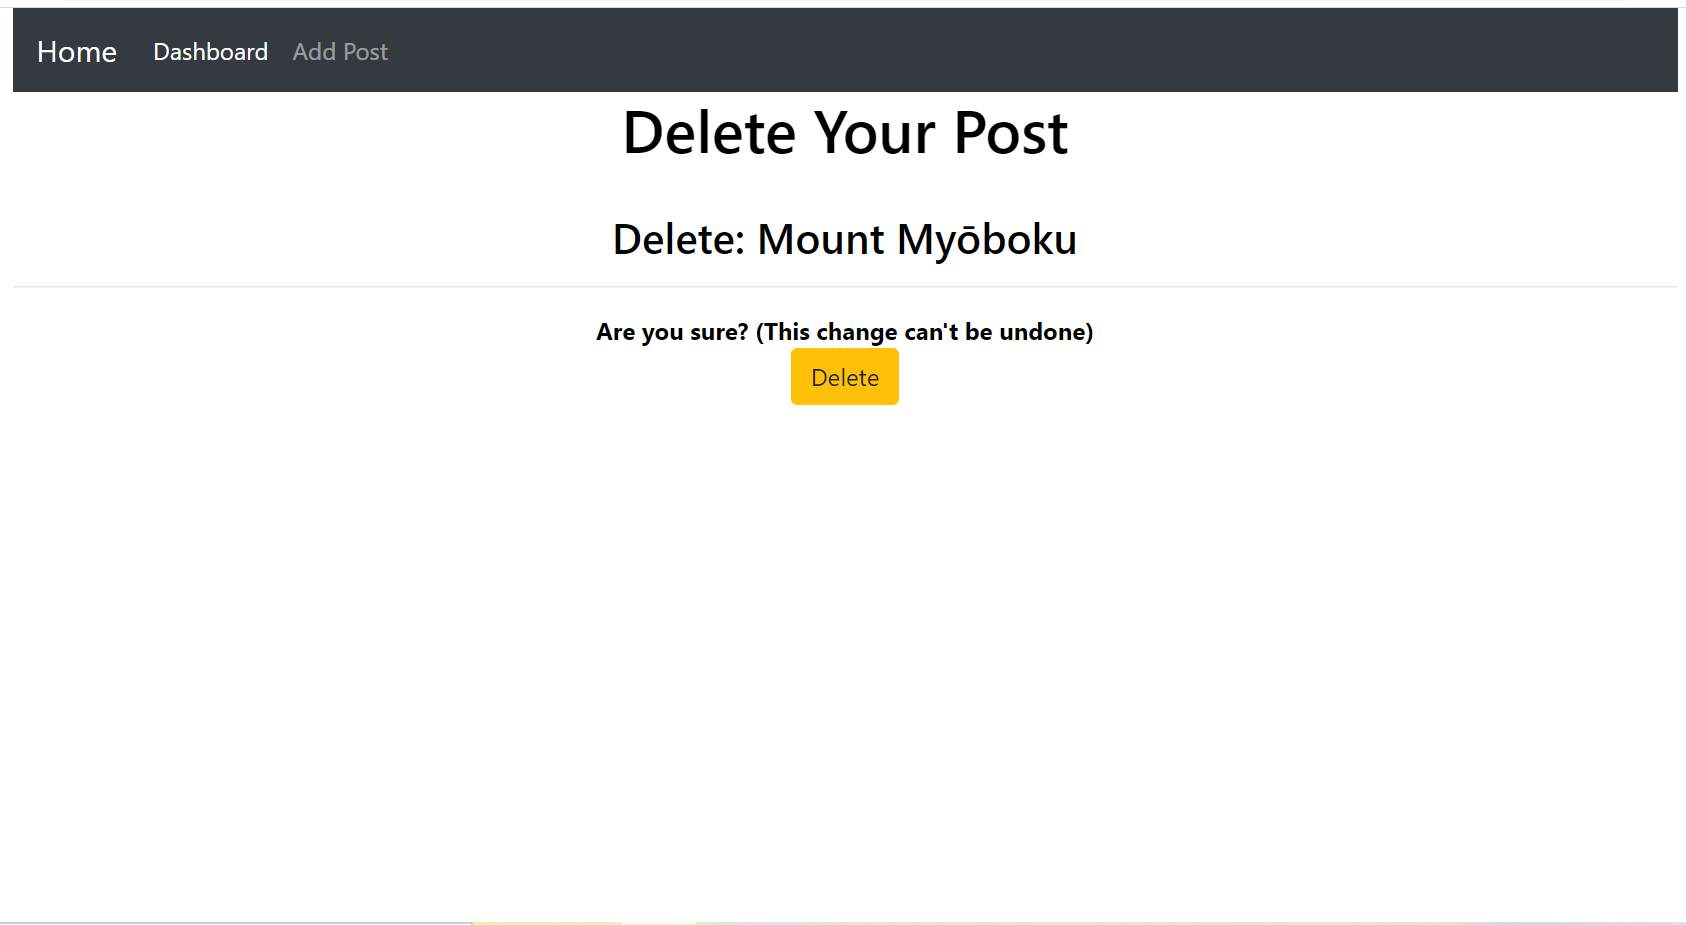 Home Dashboard Add Post
Delete Your Post
Delete: Mount Myōboku
Are you sure? (This change can't be undone)
Delete